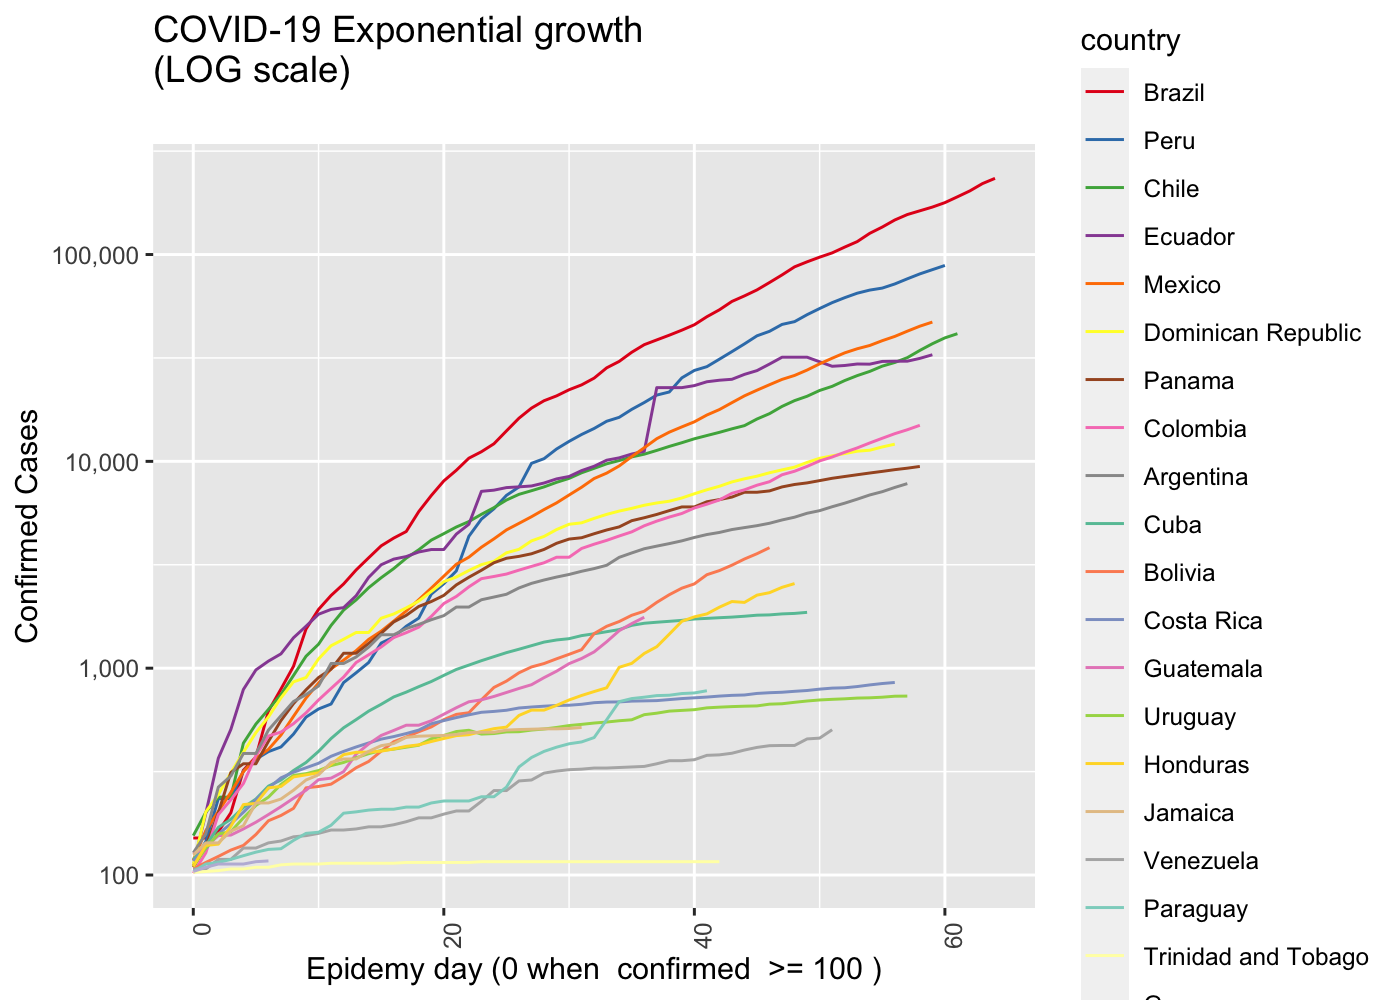 COVID-19 Exponential growth
(LOG scale)
country
Brazil
Peru
Chile
Ecuador
Mexico
Dominican Republic
Panama
Colombia
Argentina
Cuba
Bolivia
Costa Rica
Guatemala
Uruguay
Honduras
Jamaica
Venezuela
Paraguay
Trinidad and Tobago
Confirmed Cases
100,000
10,000
1,000
100
0
20
40
60
Epidemy day (0 when  confirmed  >= 100 )